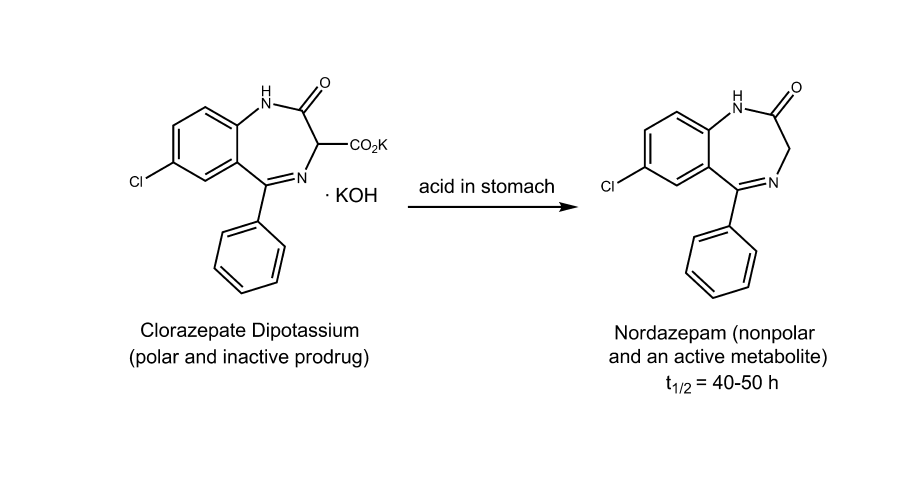 H
N
O
CO₂K
N
Cl
· KOH
acid in stomach
H
N
O
N
Cl
Clorazepate Dipotassium
(polar and inactive prodrug)
Nordazepam (nonpolar
and an active metabolite)
t₁/₂ = 40-50 h